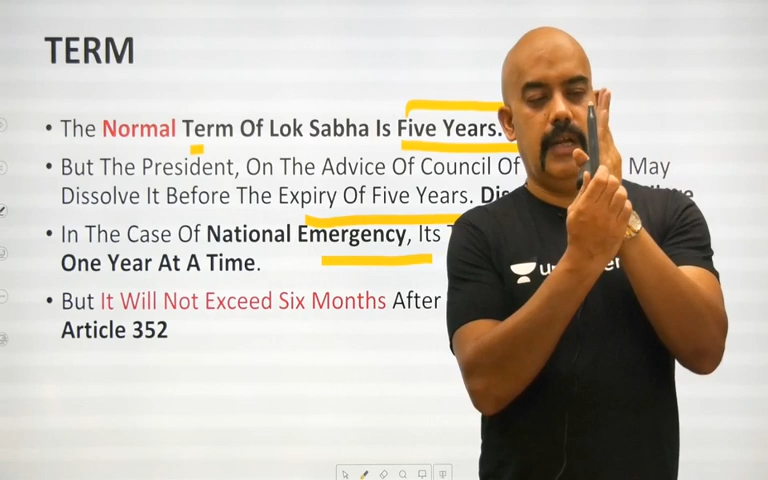 TERM
• The Normal Term Of Lok Sabha Is Five Years.
• But The President, On The Advice Of Council Of May
Dissolve It Before The Expiry Of Five Years.
• In The Case Of National Emergency, Its
One Year At A Time.
• But It Will Not Exceed Six Months After
Article 352